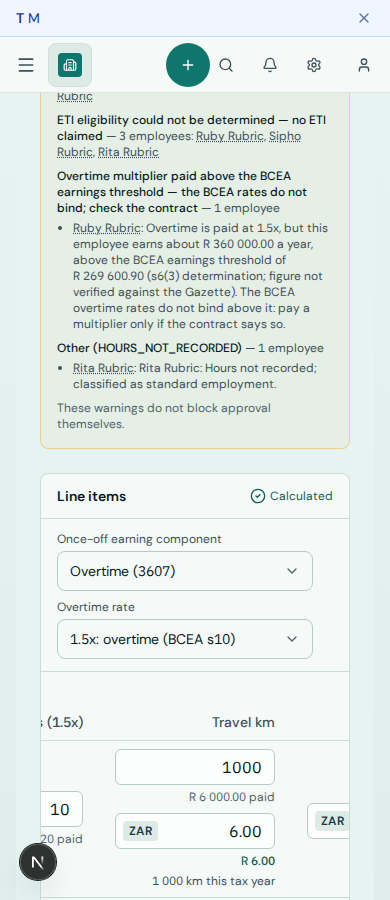 T M
Rubric
ETI eligibility could not be determined — no ETI
claimed — 3 employees: Ruby Rubric, Sipho
Rubric, Rita Rubric
Overtime multiplier paid above the BCEA
earnings threshold — the BCEA rates do not
bind; check the contract — 1 employee
• Ruby Rubric: Overtime is paid at 1.5x, but this
employee earns about R 360 000.00 a year,
above the BCEA earnings threshold of
R 269 600.90 (s6(3) determination; figure not
verified against the Gazette). The BCEA
overtime rates do not bind above it: pay a
multiplier only if the contract says so.
Other (HOURS_NOT_RECORDED) — 1 employee
• Rita Rubric: Rita Rubric: Hours not recorded;
classified as standard employment.
These warnings do not block approval
themselves.
Line items
Calculated
Once-off earning component
Overtime (3607)
Overtime rate
1.5x: overtime (BCEA s10)
(1.5x)
Travel km
1000
R 6 000.00 paid
10
ZAR 6.00
ZAR
20 paid
R 6.00
N
1 000 km this tax year